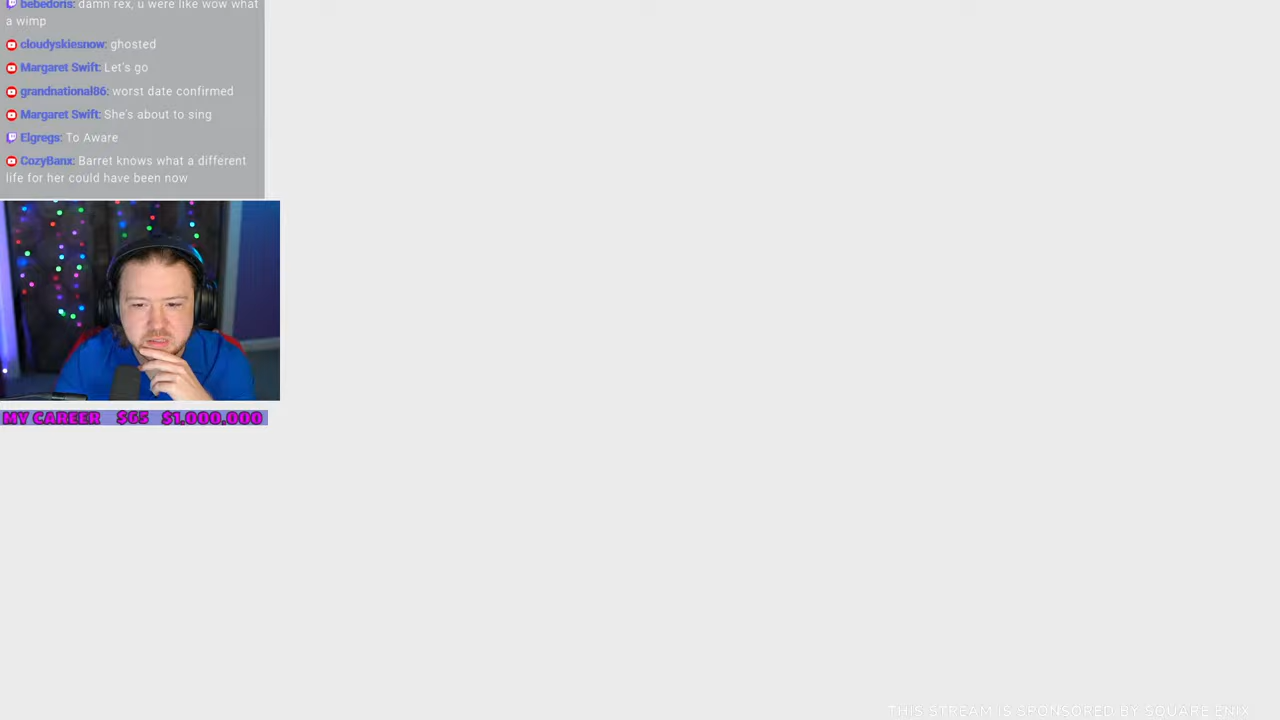 bebedoris: damn rex, u were like wow what
a wimp
cloudyskiesnow: ghosted
Margaret Swift: Let's go
grandnational86: worst date confirmed
Margaret Swift: She's about to sing
Elgregs: To Aware
CozyBanx: Barret knows what a different
life for her could have been now
MY CAREER $65 $1,000,000
THIS STREAM IS SPONSORED BY SQUARE ENIX